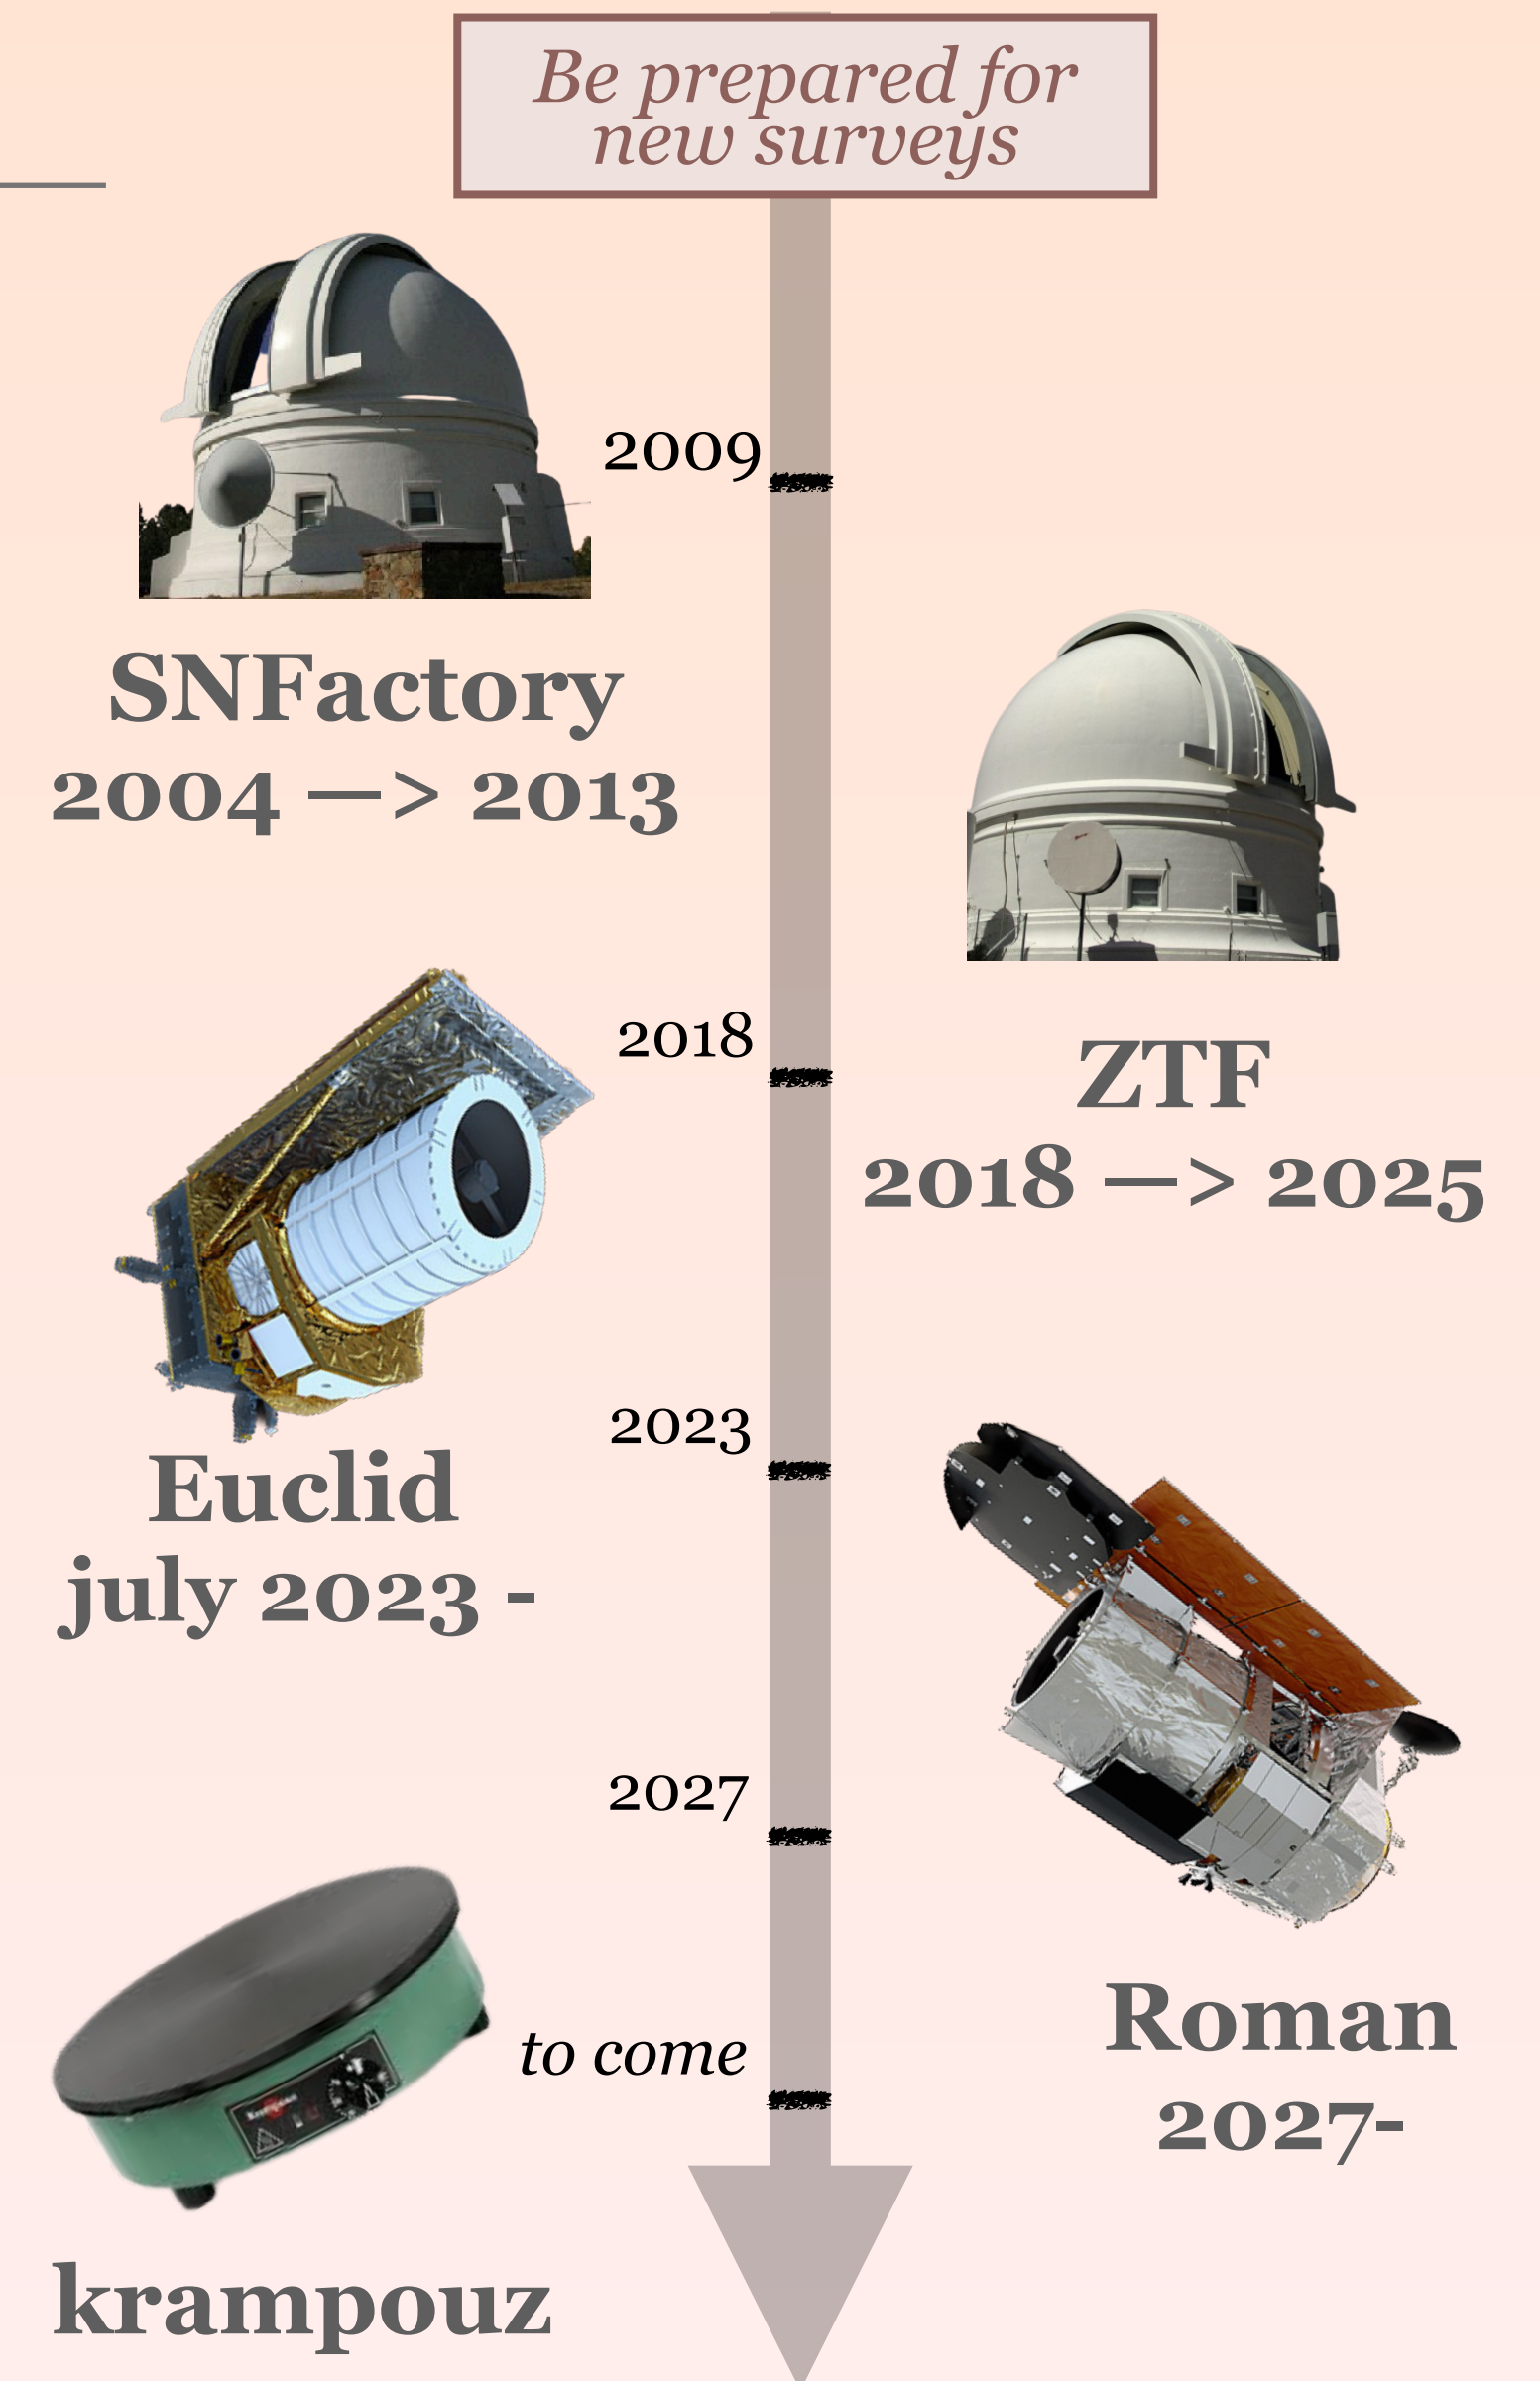 Be prepared for
new surveys
2009
SNFactory
2004 —> 2013
2018
ZTF
2018 —> 2025
2023
Euclid
july 2023 -
2027
Roman
2027-
to come
krampouz